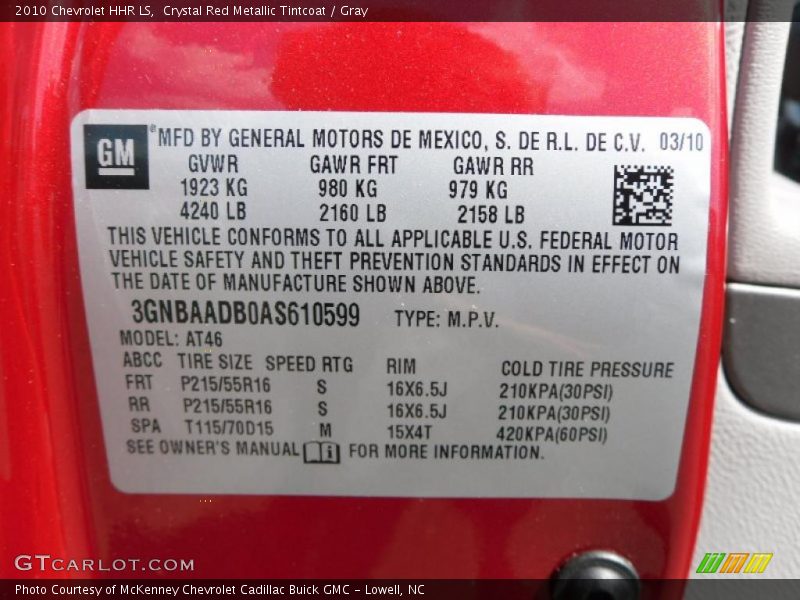 2010 Chevrolet HHR LS, Crystal Red Metallic Tintcoat / Gray
GM ® MFD BY GENERAL MOTORS DE MEXICO, S. DE R.L. DE C.V. 03/10
GVWR GAWR FRT GAWR RR
1923 KG 980 KG 979 KG
4240 LB 2160 LB 2158 LB
THIS VEHICLE CONFORMS TO ALL APPLICABLE U.S. FEDERAL MOTOR
VEHICLE SAFETY AND THEFT PREVENTION STANDARDS IN EFFECT ON
THE DATE OF MANUFACTURE SHOWN ABOVE.
3GNBAADB0AS610599 TYPE: M.P.V.
MODEL: AT46
ABCC TIRE SIZE SPEED RTG RIM COLD TIRE PRESSURE
FRT P215/55R16 S 16X6.5J 210KPA(30PSI)
RR P215/55R16 S 16X6.5J 210KPA(30PSI)
SPA T115/70D15 M 15X4T 420KPA(60PSI)
SEE OWNER'S MANUAL i FOR MORE INFORMATION.
GTCARLOT.COM
Photo Courtesy of McKenney Chevrolet Cadillac Buick GMC - Lowell, NC